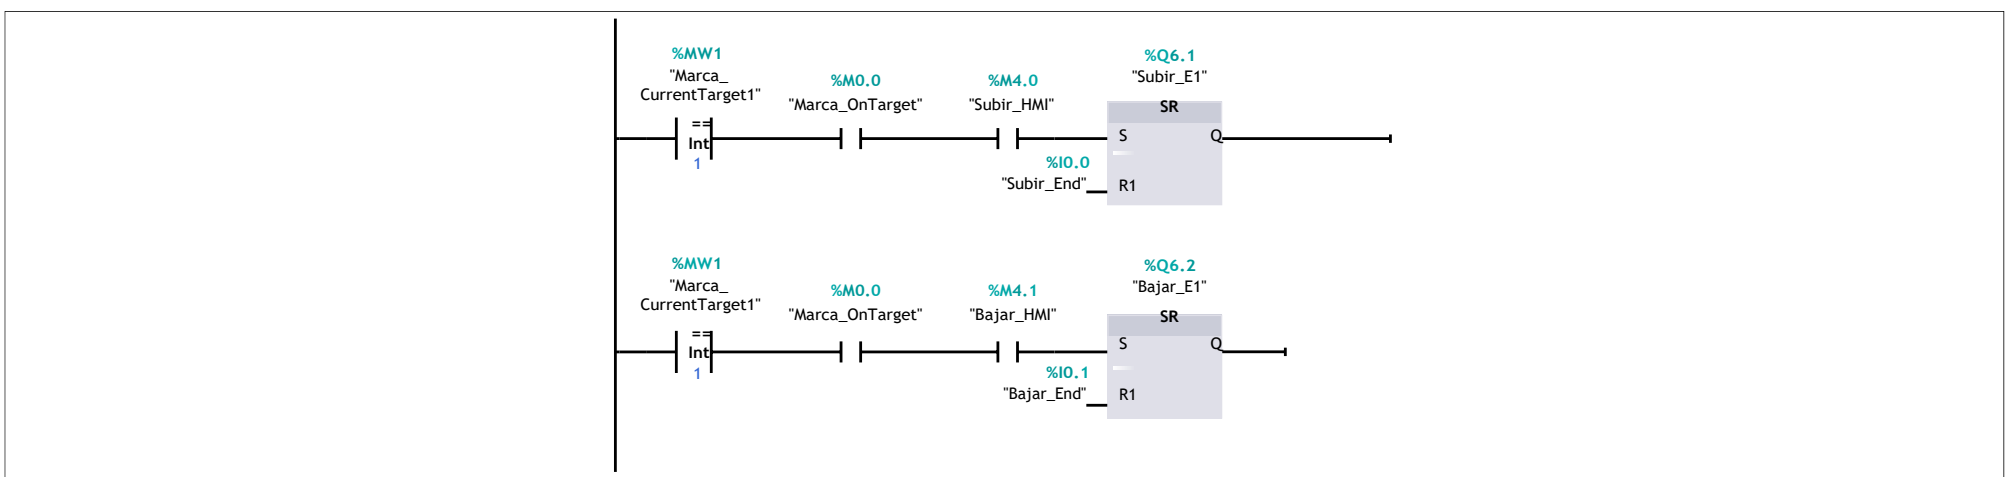 %MW1
"Marca_
CurrentTarget1"
==
Int
1
%M0.0
"Marca_OnTarget"
%M4.0
"Subir_HMI"
%Q6.1
"Subir_E1"
SR
S
Q
%I0.0
"Subir_End"
R1
%MW1
"Marca_
CurrentTarget1"
==
Int
1
%M0.0
"Marca_OnTarget"
%M4.1
"Bajar_HMI"
%Q6.2
"Bajar_E1"
SR
S
Q
%I0.1
"Bajar_End"
R1